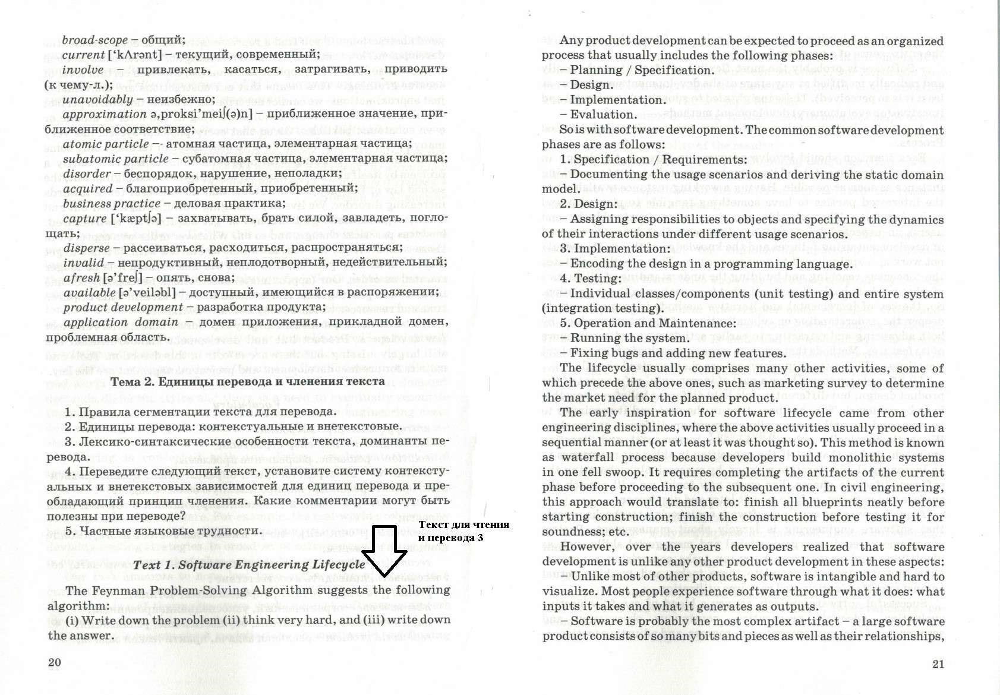 broad-scope – общий;
current [‘kΛrənt] – текущий, современный;
involve – привлекать, касаться, затрагивать, приводить
(к чему-л.);
unavoidably – неизбежно;
approximation ə,proksi’mei∫(ə)n] – приближенное значение, при-
ближенное соответствие;
atomic particle – атомная частица, элементарная частица;
subatomic particle – субатомная частица, элементарная частица;
disorder – беспорядок, нарушение, неполадки;
acquired – благоприобретенный, приобретенный;
business practice – деловая практика;
capture [‘kæpt∫ə] – захватывать, брать силой, завладеть, погло-
щать;
disperse – рассеиваться, расходиться, распространяться;
invalid – непродуктивный, неплодотворный, недействительный;
afresh [ə’fre∫] – опять, снова;
available [ə’veiləbl] – доступный, имеющийся в распоряжении;
product development – разработка продукта;
application domain – домен приложения, прикладной домен,
проблемная область.
Тема 2. Единицы перевода и членения текста
1. Правила сегментации текста для перевода.
2. Единицы перевода: контекстуальные и внетекстовые.
3. Лексико-синтаксические особенности текста, доминанты пе-
ревода.
4. Переведите следующий текст, установите систему контексту-
альных и внетекстовых зависимостей для единиц перевода и пре-
обладающий принцип членения. Какие комментарии могут быть
полезны при переводе?
5. Частные языковые трудности.
Текст для чтения
и перевода 3
Text 1. Software Engineering Lifecycle
The Feynman Problem-Solving Algorithm suggests the following
algorithm:
(i) Write down the problem (ii) think very hard, and (iii) write down
the answer.
20
Any product development can be expected to proceed as an organized
process that usually includes the following phases:
– Planning / Specification.
– Design.
– Implementation.
– Evaluation.
So is with software development. The common software development
phases are as follows:
1. Specification / Requirements:
– Documenting the usage scenarios and deriving the static domain
model.
2. Design:
– Assigning responsibilities to objects and specifying the dynamics
of their interactions under different usage scenarios.
3. Implementation:
– Encoding the design in a programming language.
4. Testing:
– Individual classes/components (unit testing) and entire system
(integration testing).
5. Operation and Maintenance:
– Running the system.
– Fixing bugs and adding new features.
The lifecycle usually comprises many other activities, some of
which precede the above ones, such as marketing survey to determine
the market need for the planned product.
The early inspiration for software lifecycle came from other
engineering disciplines, where the above activities usually proceed in a
sequential manner (or at least it was thought so). This method is known
as waterfall process because developers build monolithic systems
in one fell swoop. It requires completing the artifacts of the current
phase before proceeding to the subsequent one. In civil engineering,
this approach would translate to: finish all blueprints neatly before
starting construction; finish the construction before testing it for
soundness; etc.
However, over the years developers realized that software
development is unlike any other product development in these aspects:
– Unlike most of other products, software is intangible and hard to
visualize. Most people experience software through what it does: what
inputs it takes and what it generates as outputs.
– Software is probably the most complex artifact – a large software
product consists of so many bits and pieces as well as their relationships,
21